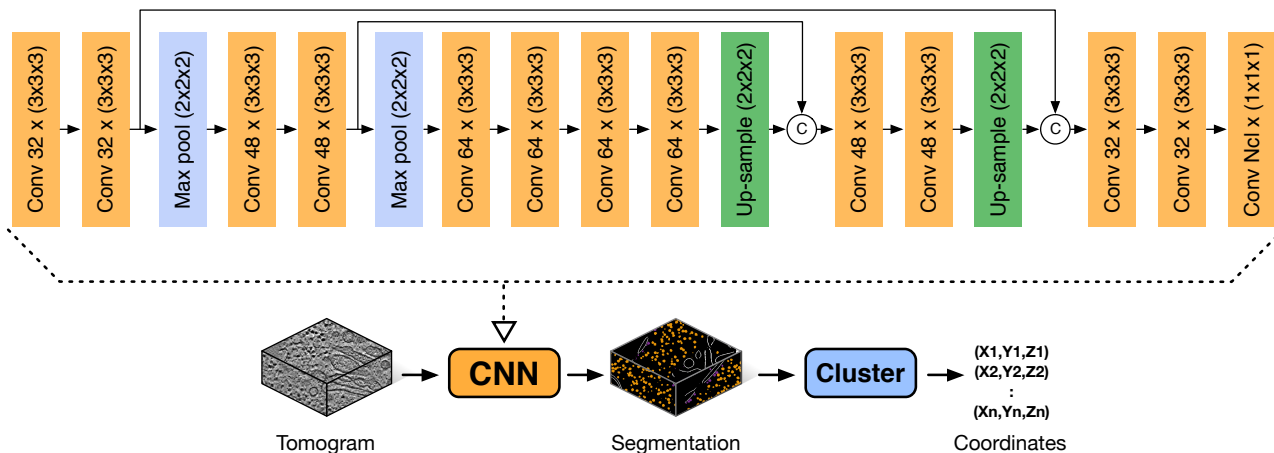 Conv 32 x (3x3x3)
Conv 32 x (3x3x3)
Max pool (2x2x2)
Conv 48 x (3x3x3)
Conv 48 x (3x3x3)
Max pool (2x2x2)
Conv 64 x (3x3x3)
Conv 64 x (3x3x3)
Conv 64 x (3x3x3)
Conv 64 x (3x3x3)
Up-sample (2x2x2)
C
Conv 48 x (3x3x3)
Conv 48 x (3x3x3)
Up-sample (2x2x2)
C
Conv 32 x (3x3x3)
Conv 32 x (3x3x3)
Conv Ncl x (1x1x1)
CNN
Cluster
(X1,Y1,Z1)
(X2,Y2,Z2)
:
(Xn,Yn,Zn)
Tomogram
Segmentation
Coordinates